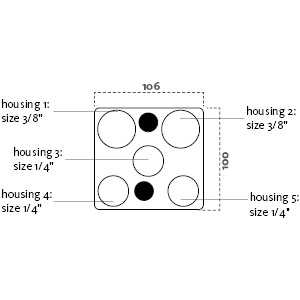 106
housing 1:
size 3/8"
housing 2:
size 3/8"
housing 3:
size 1/4"
100
housing 4:
size 1/4"
housing 5:
size 1/4"